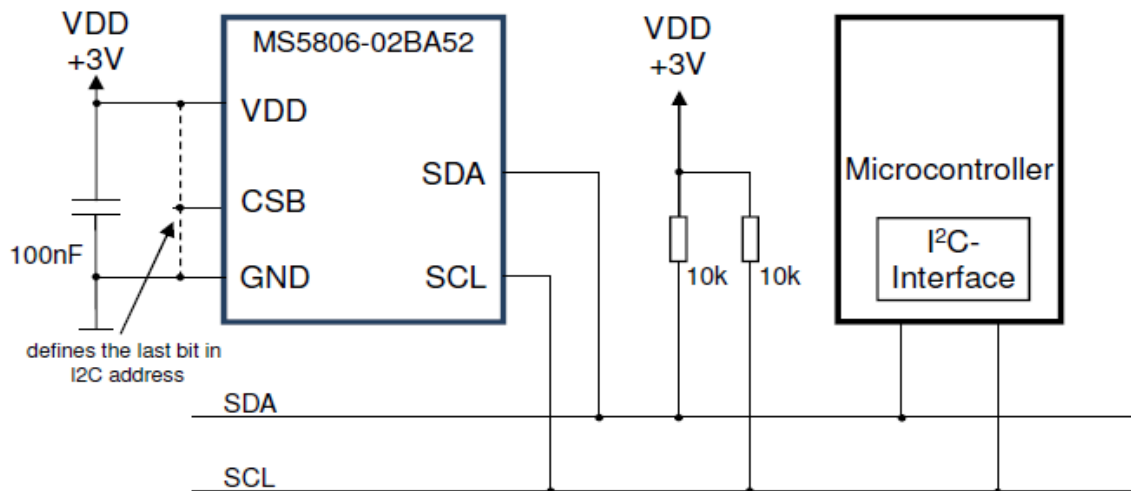 VDD
+3V
MS5806-02BA52
VDD
+3V
VDD
SDA
Microcontroller
CSB
100nF
GND
SCL
10k
10k
I²C-
Interface
defines the last bit in
I2C address
SDA
SCL